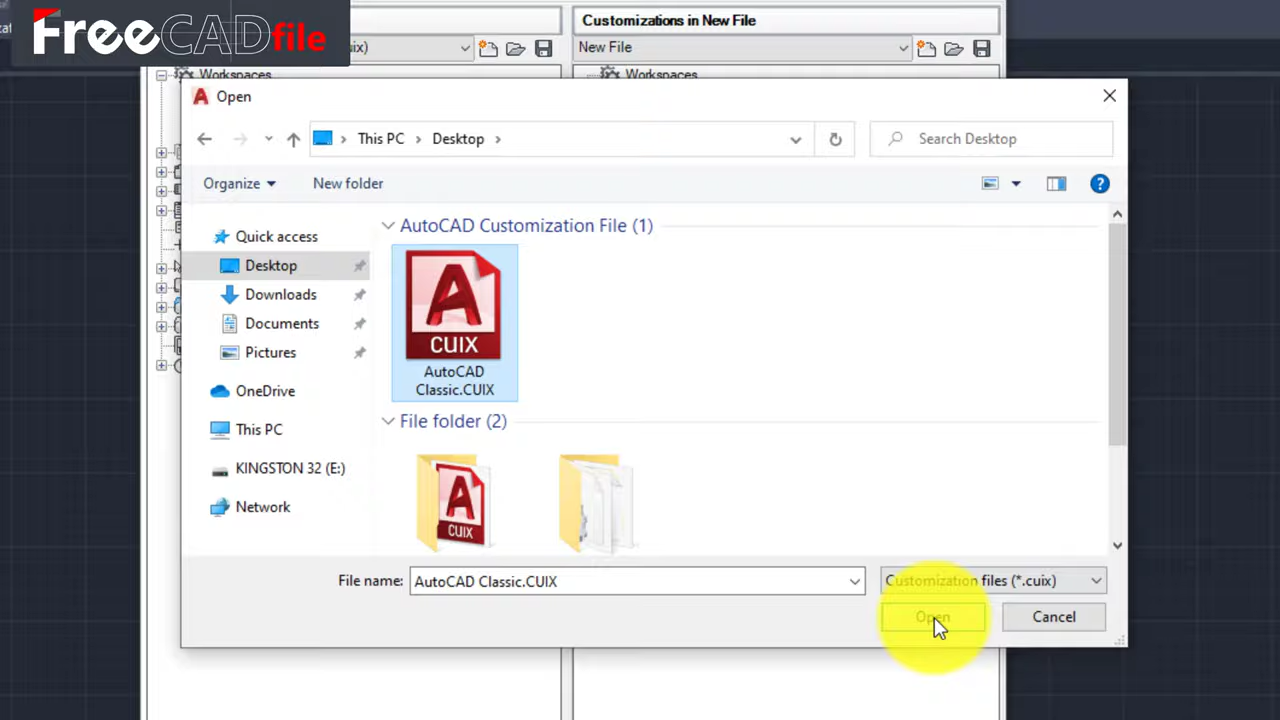 FreeCADfile
Customizations in New File
uix)
New File
Workspaces
Workspaces
Open
This PC
Desktop
Search Desktop
Organize
New folder
AutoCAD Customization File (1)
Quick access
Desktop
Downloads
Documents
Pictures
OneDrive
This PC
KINGSTON 32 (E:)
Network
CUIX
AutoCAD
Classic.CUIX
File folder (2)
CUIX
File name:
AutoCAD Classic.CUIX
Customization files (*.cuix)
Open
Cancel